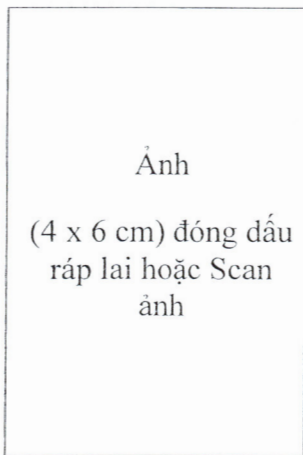 Ảnh
(4 x 6 cm) đóng dấu
ráp lai hoặc Scan
ảnh